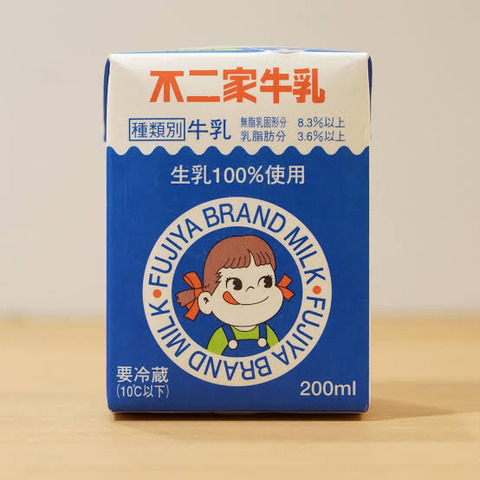 不二家牛乳
種類別 牛乳
無脂乳固形分 8.3%以上
乳脂肪分 3.6%以上
生乳100%使用
FUJIYA BRAND MILK • FUJIYA BRAND MILK •
要冷蔵
(10℃以下)
200ml